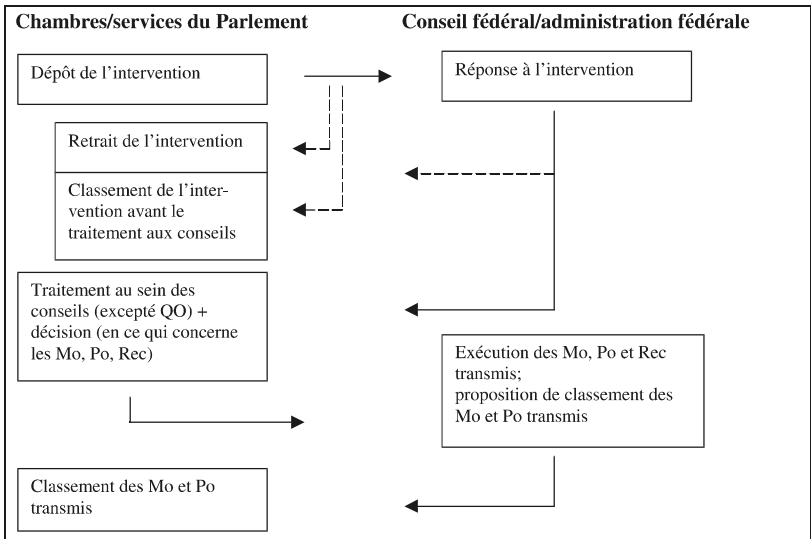 Chambres/services du Parlement
Conseil fédéral/administration fédérale
Dépôt de l’intervention
Réponse à l’intervention
Retrait de l’intervention
Classement de l’inter-
vention avant le
traitement aux conseils
Traitement au sein des
conseils (excepté QO) +
décision (en ce qui concerne
les Mo, Po, Rec)
Exécution des Mo, Po et Rec
transmis;
proposition de classement des
Mo et Po transmis
Classement des Mo et Po
transmis